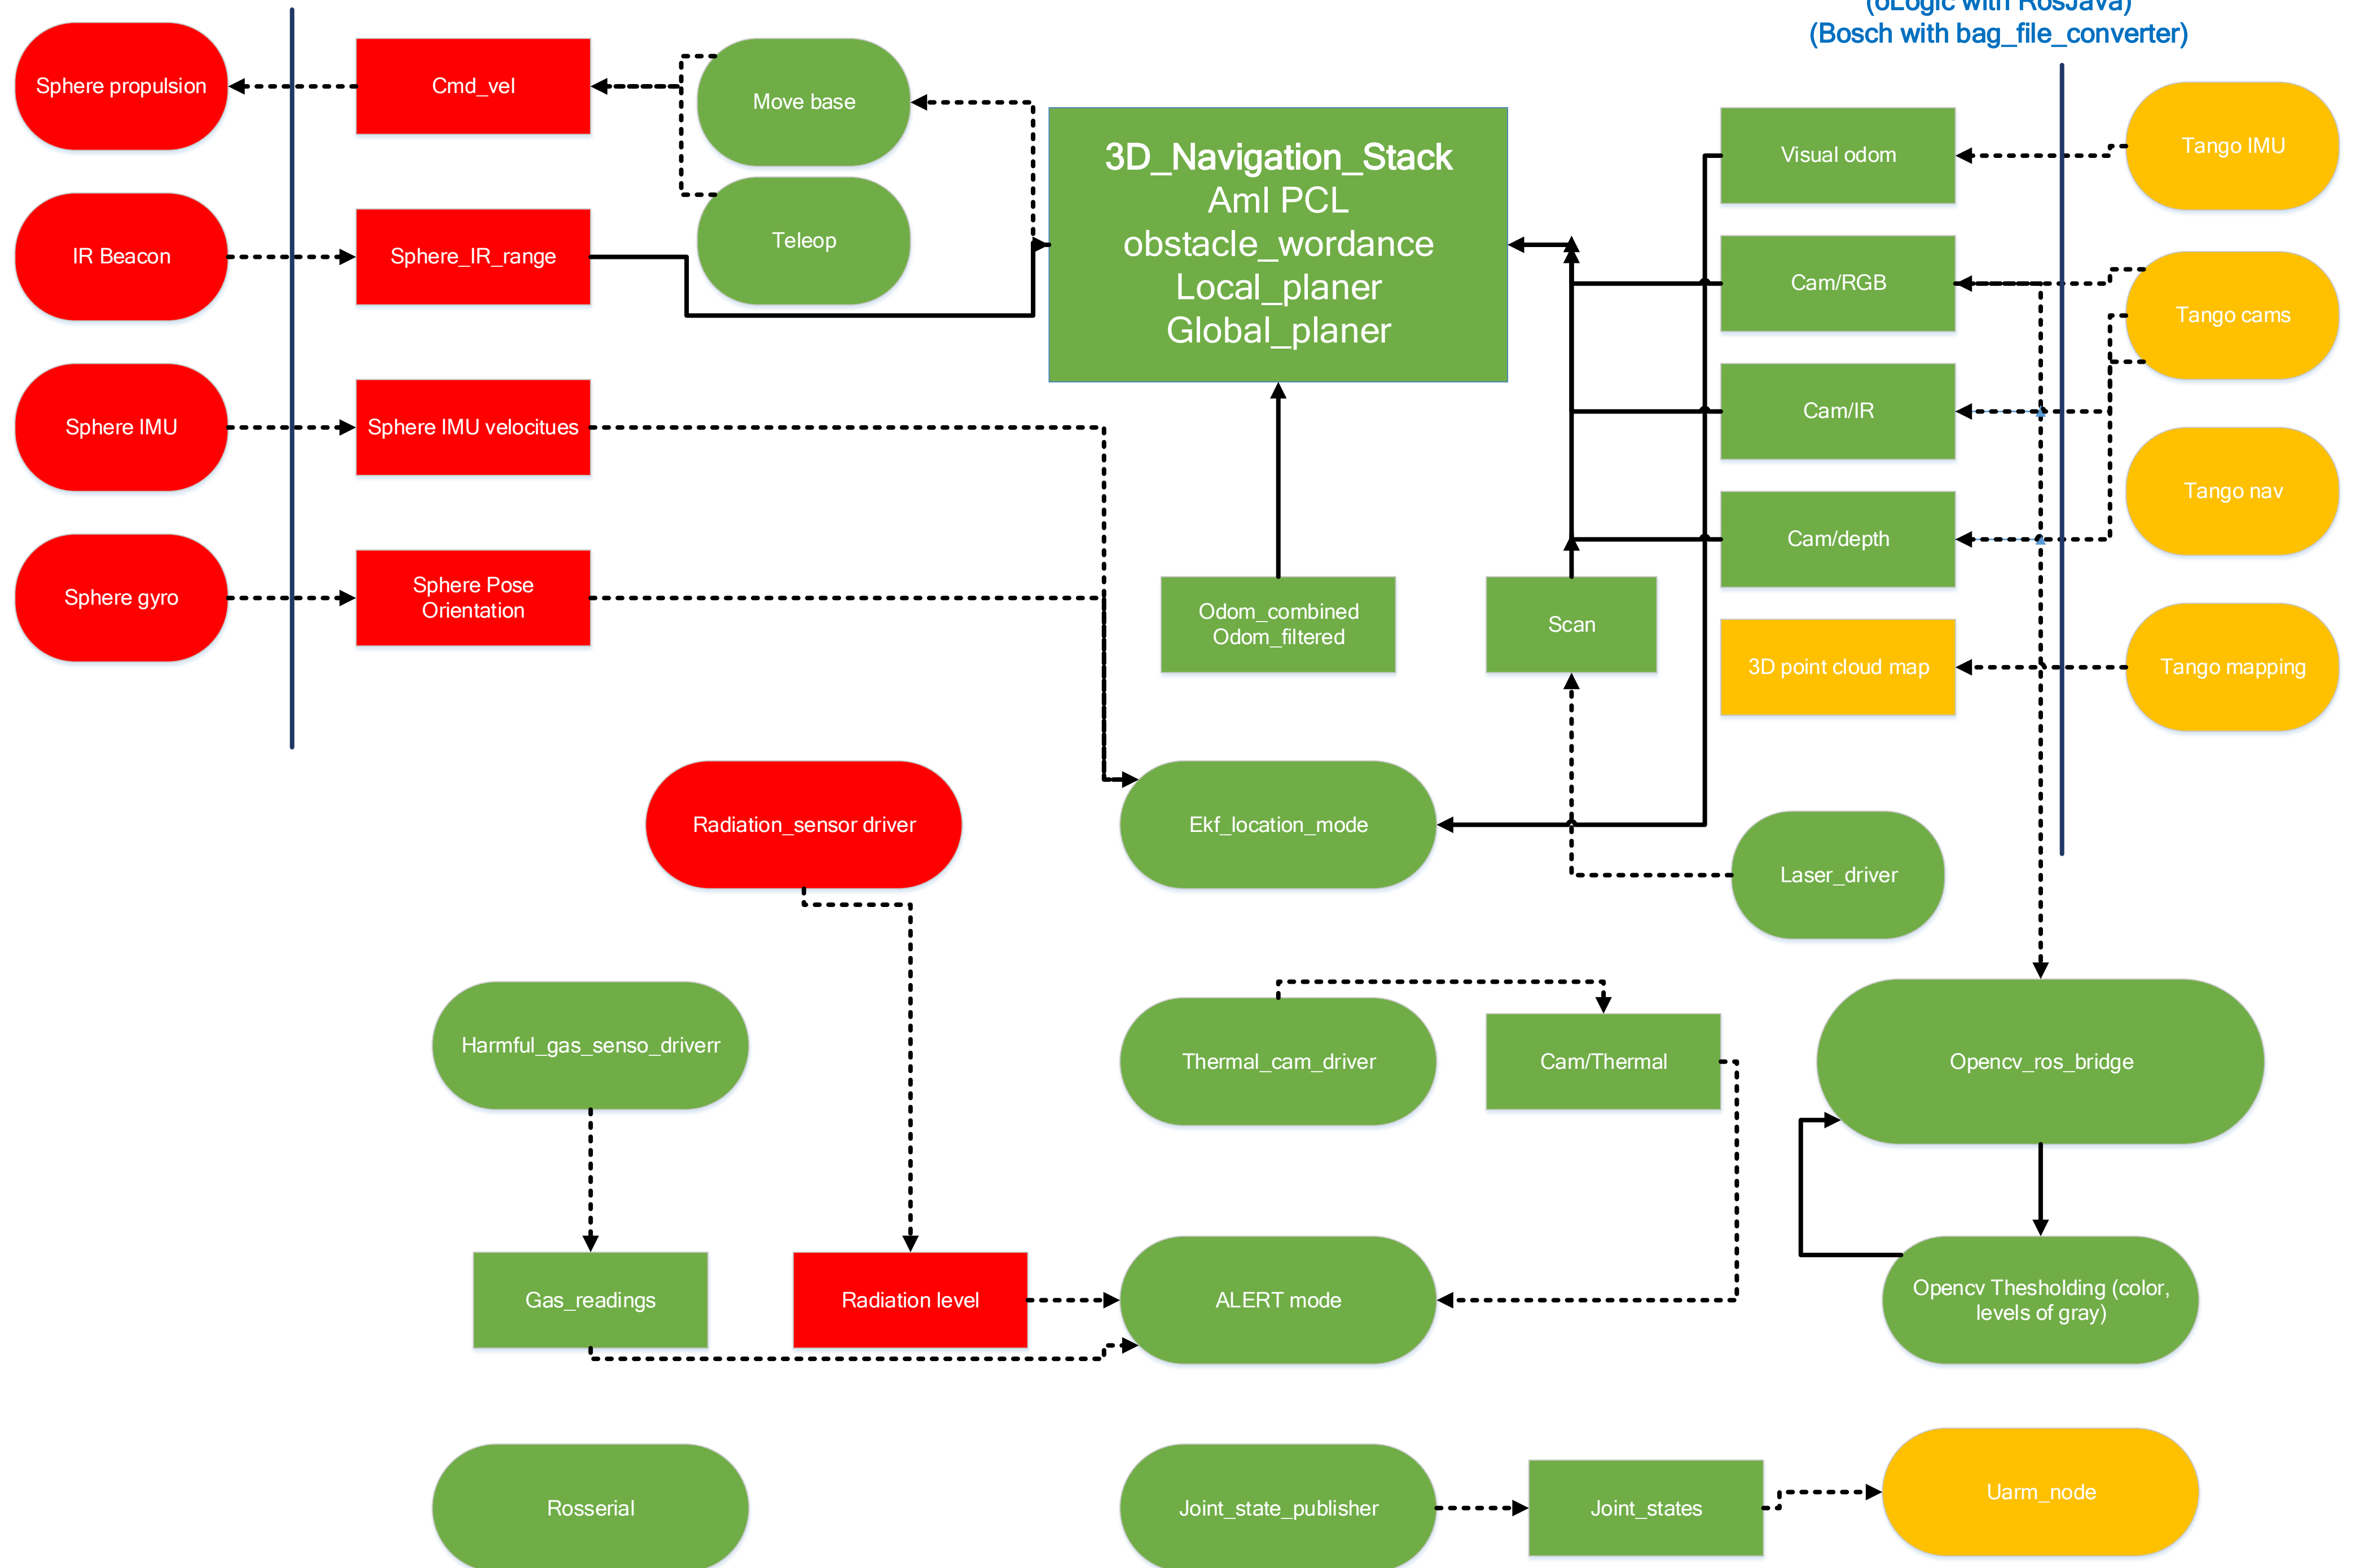 (oLogic with RosJava)
(Bosch with bag_file_converter)
Sphere propulsion
Cmd_vel
Move base
3D_Navigation_Stack
Aml PCL
obstacle_wordance
Local_planer
Global_planer
Visual odom
Tango IMU
IR Beacon
Sphere_IR_range
Teleop
Cam/RGB
Tango cams
Sphere IMU
Sphere IMU velocitues
Cam/IR
Tango nav
Sphere gyro
Sphere Pose
Orientation
Odom_combined
Odom_filtered
Scan
Cam/depth
3D point cloud map
Tango mapping
Radiation_sensor driver
Ekf_location_mode
Laser_driver
Harmful_gas_senso_driverr
Thermal_cam_driver
Cam/Thermal
Opencv_ros_bridge
Gas_readings
Radiation level
ALERT mode
Opencv Thesholding (color,
levels of gray)
Rosserial
Joint_state_publisher
Joint_states
Uarm_node